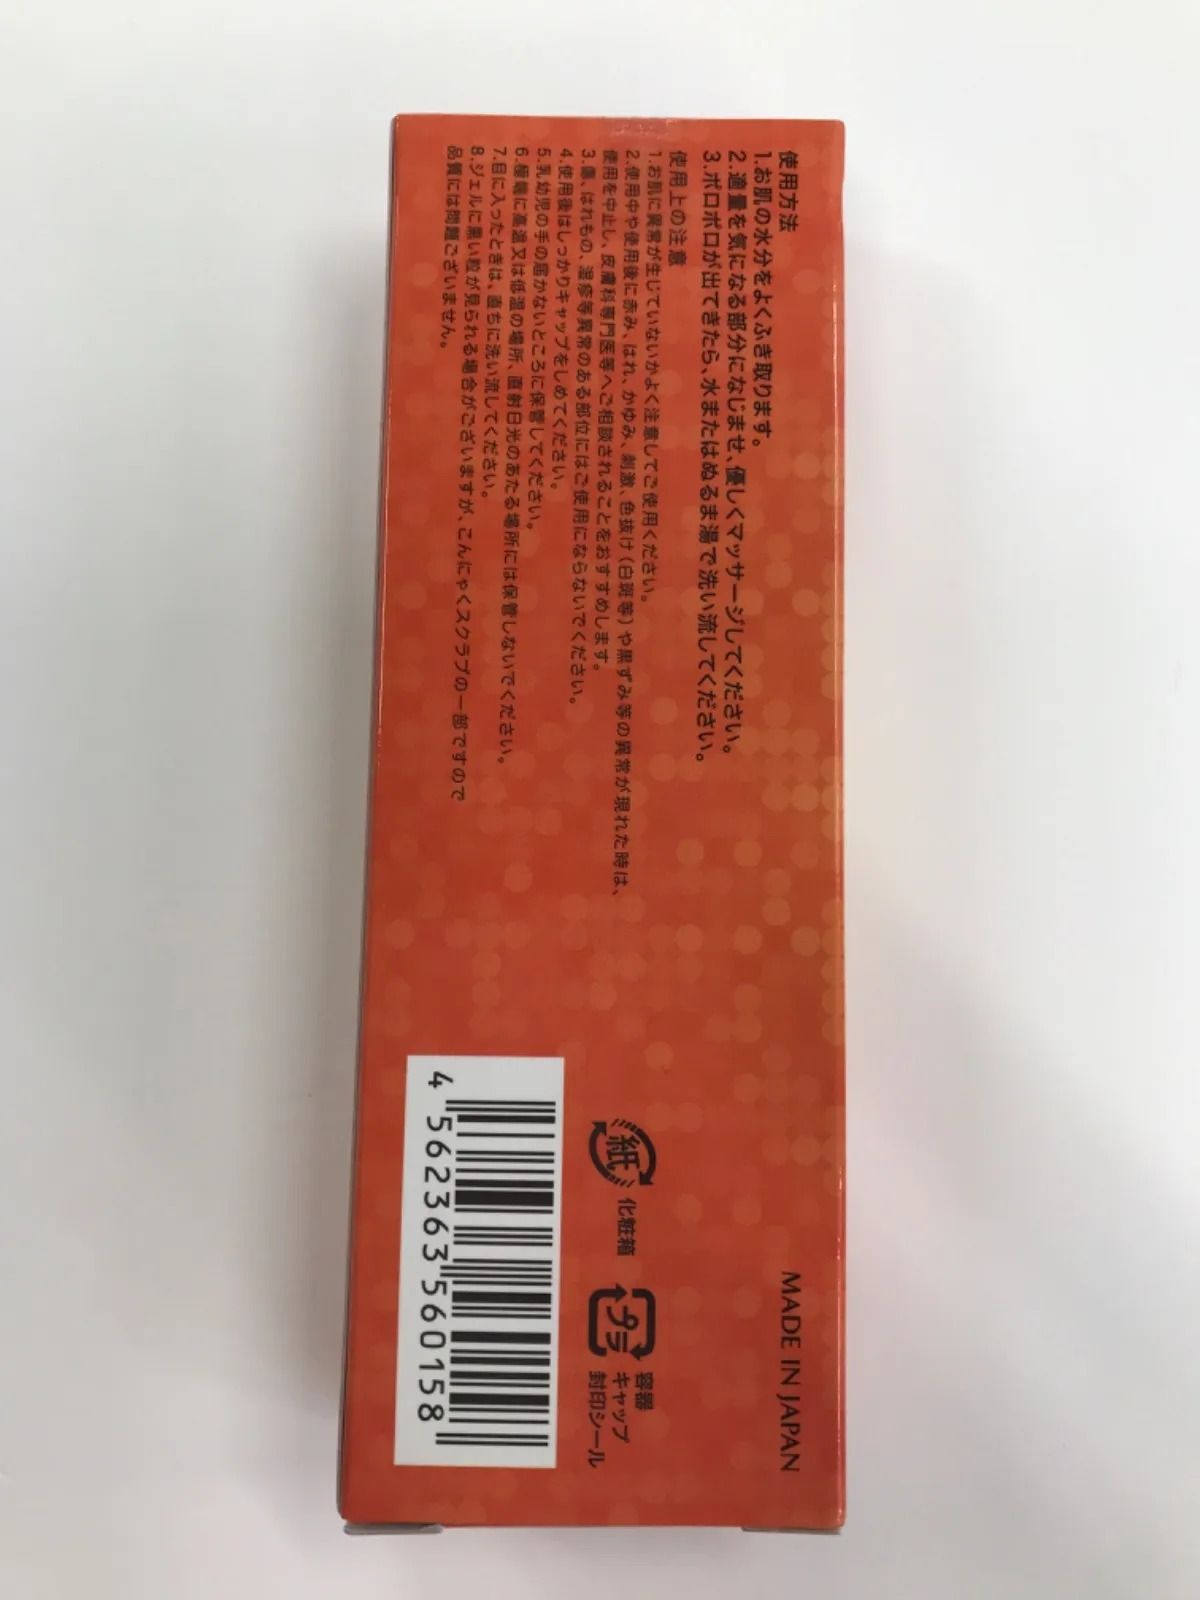 使用方法
1.お肌の水分をよくふき取ります。
2.適量を気になる部分になじませ、優しくマッサージしてください。
3.ポロポロが出てきたら、水またはぬるま湯で洗い流してください。
使用上の注意
1.お肌に異常が生じていないかよく注意してご使用ください。
2.使用中や使用後に赤み、はれ、かゆみ、刺激、色抜け(白斑等)や黒ずみ等の異常が現れた時は、
使用を中止し、皮膚科専門医等へご相談されることをおすすめします。
3.傷、はれもの、湿疹等異常のある部位にはご使用にならないでください。
4.使用後はしっかりキャップをしめてください。
5.乳幼児の手の届かないところに保管してください。
6.極端に高温又は低温の場所、直射日光のあたる場所には保管しないでください。
7.目に入ったときは、直ちに洗い流してください。
8.ジェルに黒い粒が見られる場合がございますが、こんにゃくスクラブの一部ですので
品質には問題ございません。
MADE IN JAPAN
紙
化粧箱
プラ
容器
キャップ
封印シール
4 562363 560158